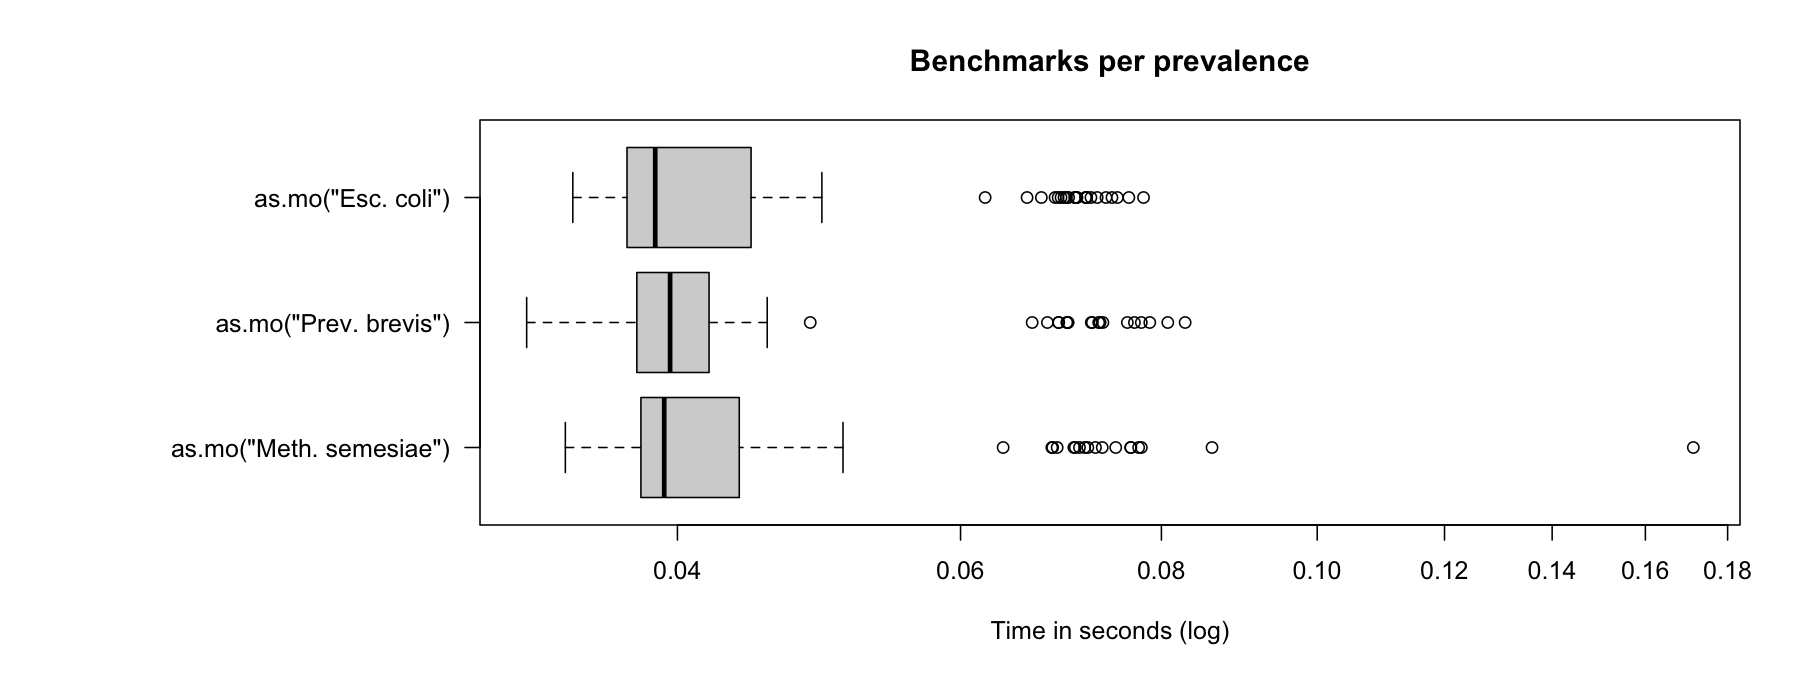 Benchmarks per prevalence
as.mo("Esc. coli")
as.mo("Prev. brevis")
as.mo("Meth. semesiae")
0.04 0.06 0.08 0.10 0.12 0.14 0.16 0.18
Time in seconds (log)